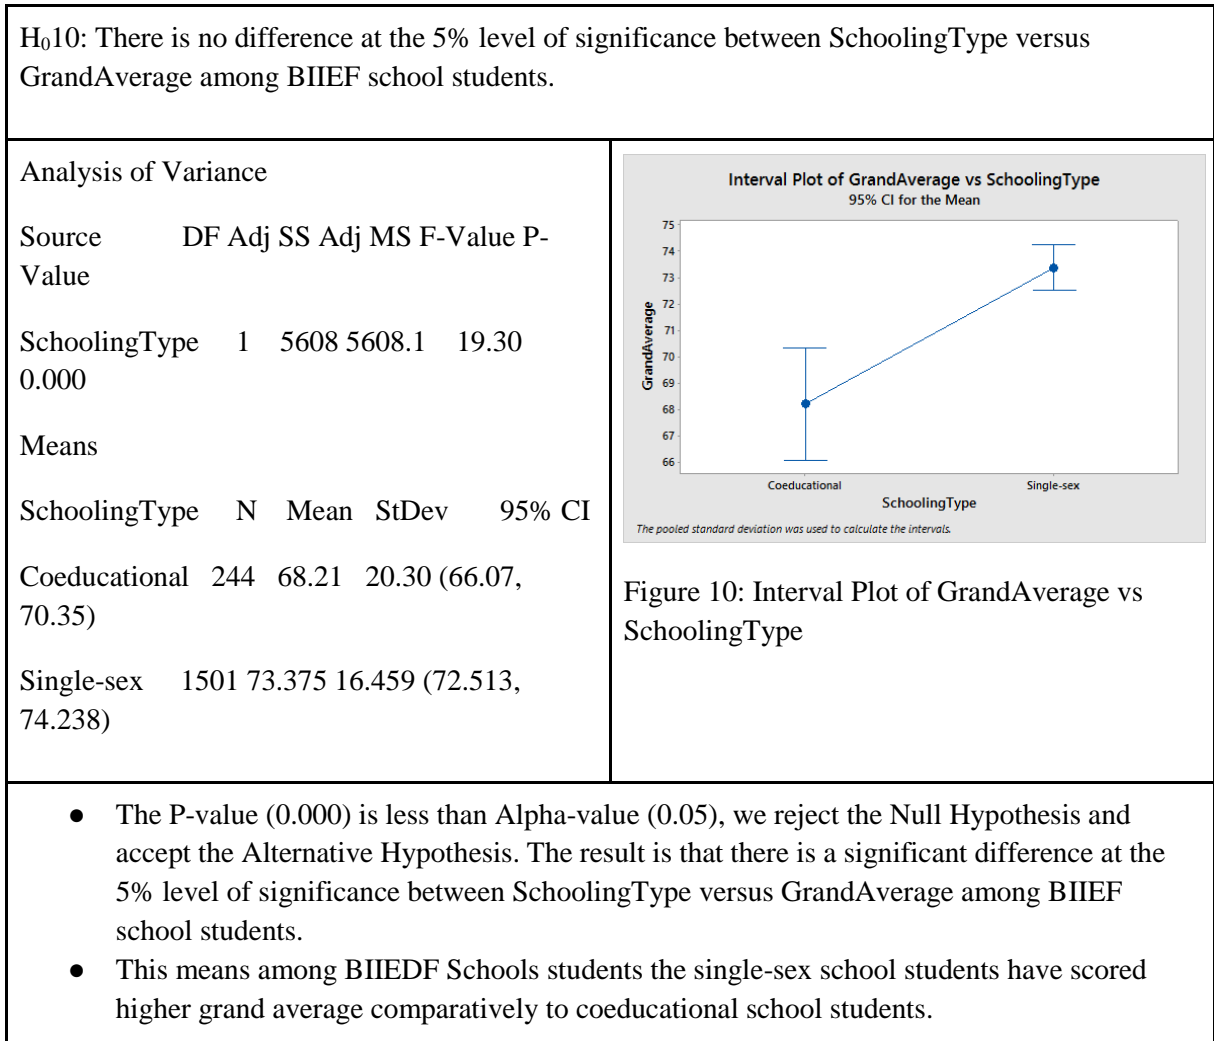 H₀10: There is no difference at the 5% level of significance between SchoolingType versus
GrandAverage among BIIEF school students.
Analysis of Variance
Source DF Adj SS Adj MS F-Value P-
Value
SchoolingType 1 5608 5608.1 19.30
0.000
Means
SchoolingType N Mean StDev 95% CI
Coeducational 244 68.21 20.30 (66.07,
70.35)
Single-sex 1501 73.375 16.459 (72.513,
74.238)
Interval Plot of GrandAverage vs SchoolingType
95% CI for the Mean
75
74
73
72
71
70
69
68
67
66
GrandAverage
Coeducational Single-sex
SchoolingType
The pooled standard deviation was used to calculate the intervals.
Figure 10: Interval Plot of GrandAverage vs
SchoolingType
● The P-value (0.000) is less than Alpha-value (0.05), we reject the Null Hypothesis and
accept the Alternative Hypothesis. The result is that there is a significant difference at the
5% level of significance between SchoolingType versus GrandAverage among BIIEF
school students.
● This means among BIIEDF Schools students the single-sex school students have scored
higher grand average comparatively to coeducational school students.